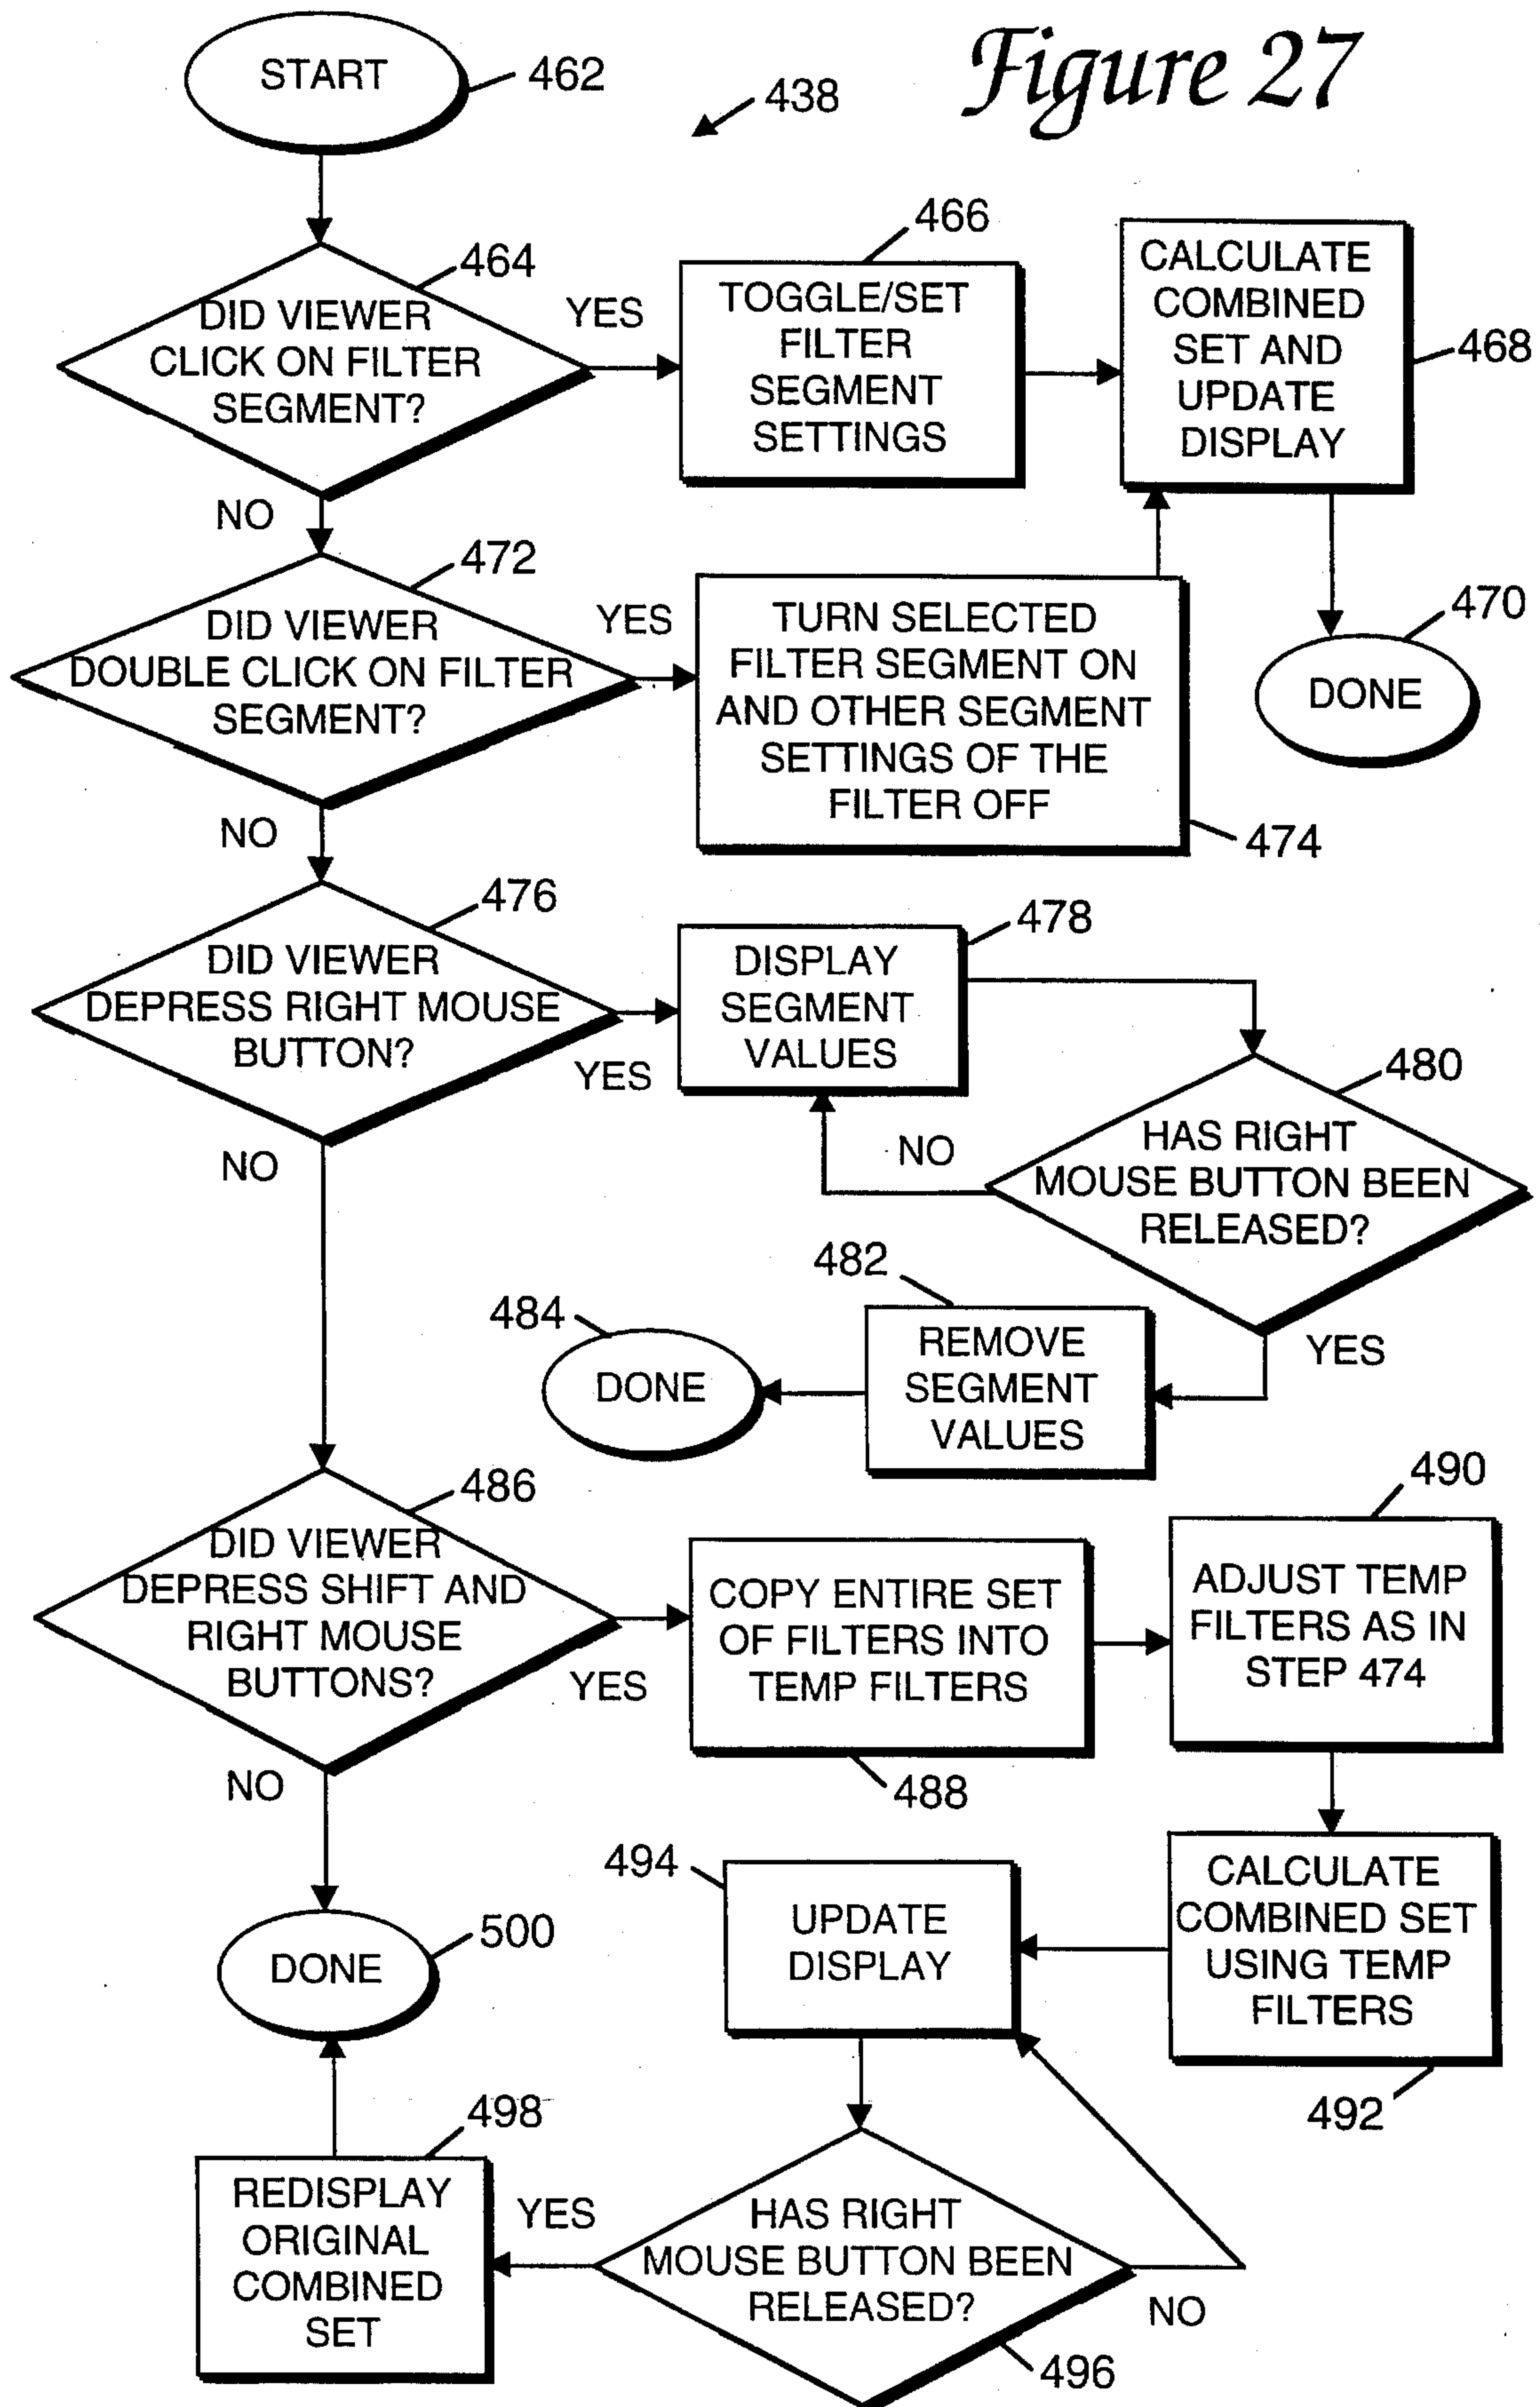 Figure 27
START
462
438
464
DID VIEWER
CLICK ON FILTER
SEGMENT?
YES
NO
466
TOGGLE/SET
FILTER
SEGMENT
SETTINGS
CALCULATE
COMBINED
SET AND
UPDATE
DISPLAY
468
470
DONE
472
DID VIEWER
DOUBLE CLICK ON FILTER
SEGMENT?
YES
NO
TURN SELECTED
FILTER SEGMENT ON
AND OTHER SEGMENT
SETTINGS OF THE
FILTER OFF
474
476
DID VIEWER
DEPRESS RIGHT MOUSE
BUTTON?
YES
NO
478
DISPLAY
SEGMENT
VALUES
480
HAS RIGHT
MOUSE BUTTON BEEN
RELEASED?
NO
YES
482
REMOVE
SEGMENT
VALUES
484
DONE
486
DID VIEWER
DEPRESS SHIFT AND
RIGHT MOUSE
BUTTONS?
YES
NO
COPY ENTIRE SET
OF FILTERS INTO
TEMP FILTERS
488
490
ADJUST TEMP
FILTERS AS IN
STEP 474
CALCULATE
COMBINED SET
USING TEMP
FILTERS
492
494
UPDATE
DISPLAY
500
DONE
498
REDISPLAY
ORIGINAL
COMBINED
SET
YES
HAS RIGHT
MOUSE BUTTON BEEN
RELEASED?
NO
496